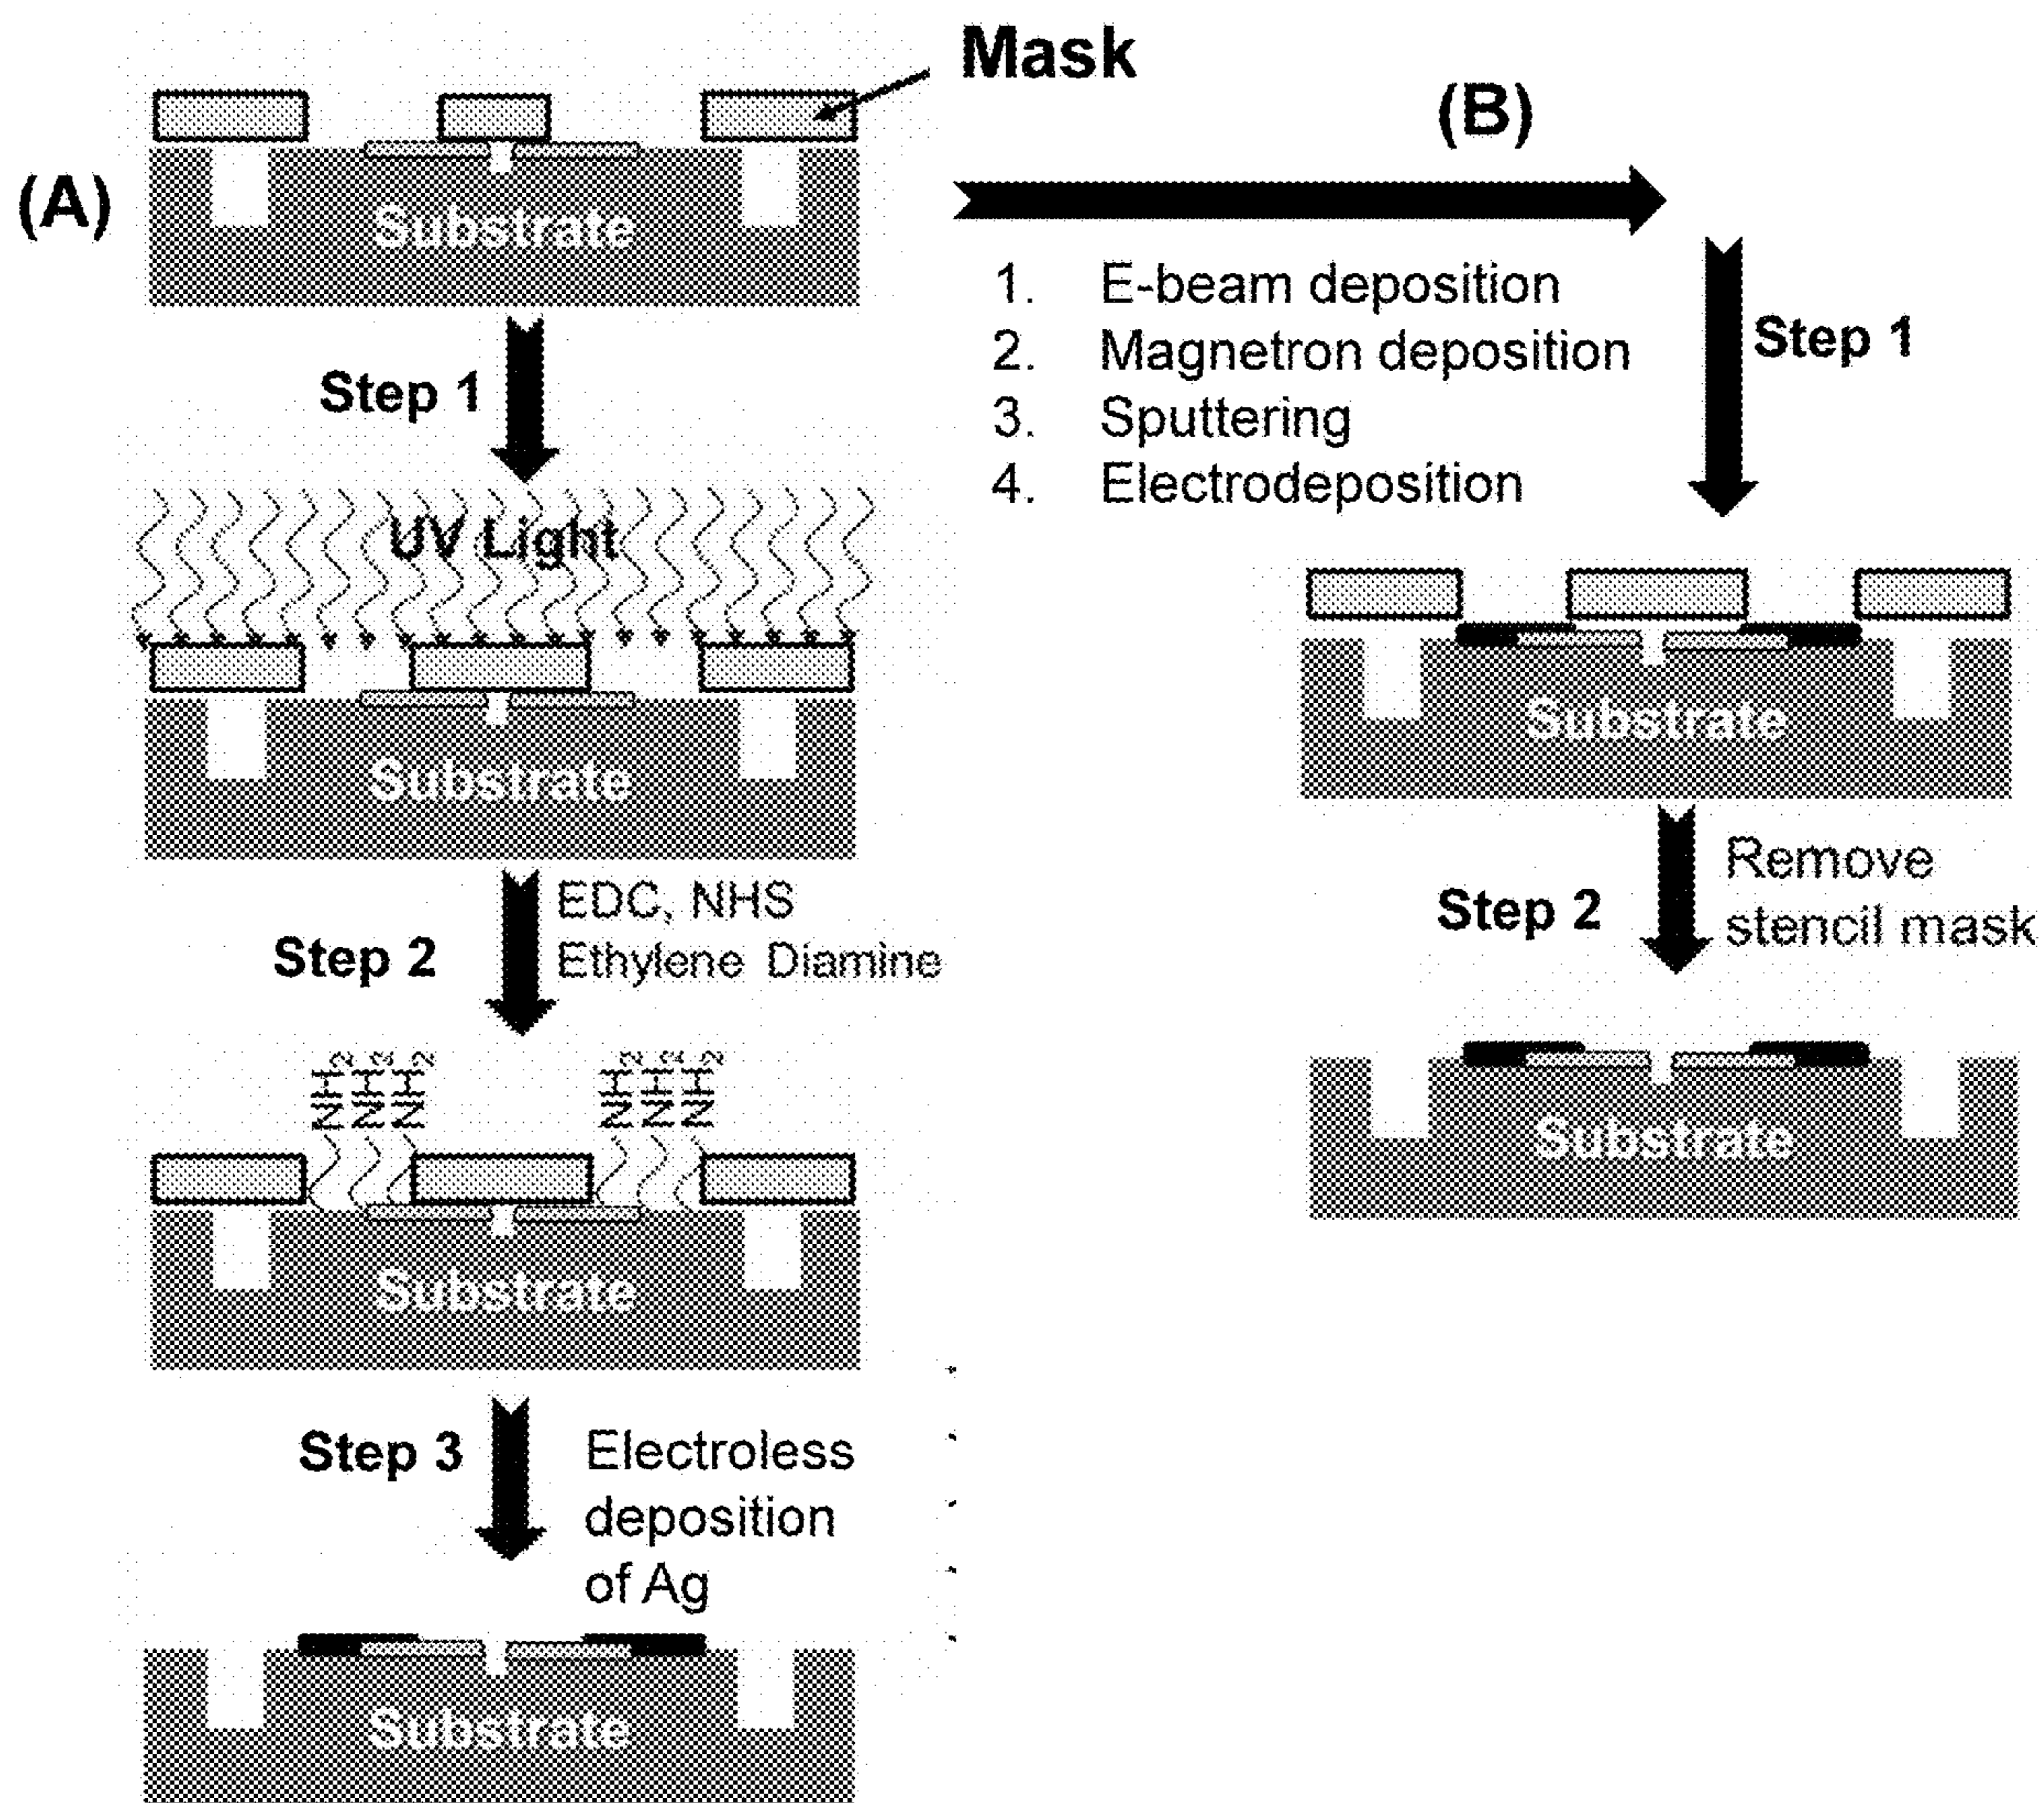 Mask
(A)
Substrate
Step 1
UV Light
Substrate
Step 2
EDC, NHS
Ethylene Diamine
NH2
NH2
NH2
NH2
NH2
NH2
Substrate
Step 3
Electroless
deposition
of Ag
Substrate
(B)
1. E-beam deposition
2. Magnetron deposition
3. Sputtering
4. Electrodeposition
Step 1
Substrate
Step 2
Remove
stencil mask
Substrate